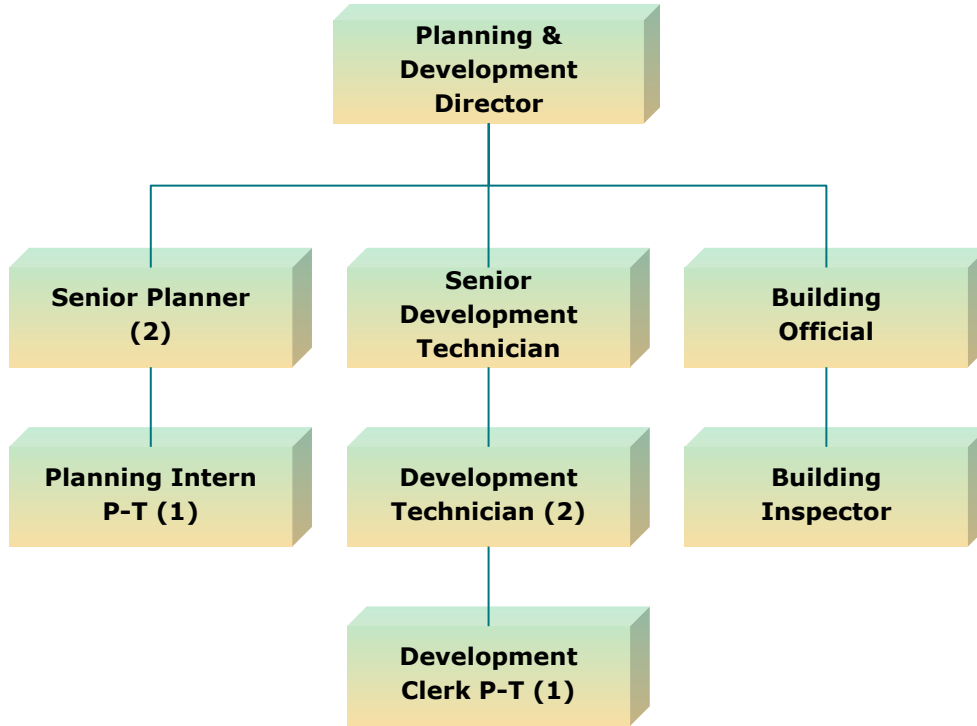 Planning &
Development
Director
Senior Planner
(2)
Senior
Development
Technician
Building
Official
Planning Intern
P-T (1)
Development
Technician (2)
Building
Inspector
Development
Clerk P-T (1)